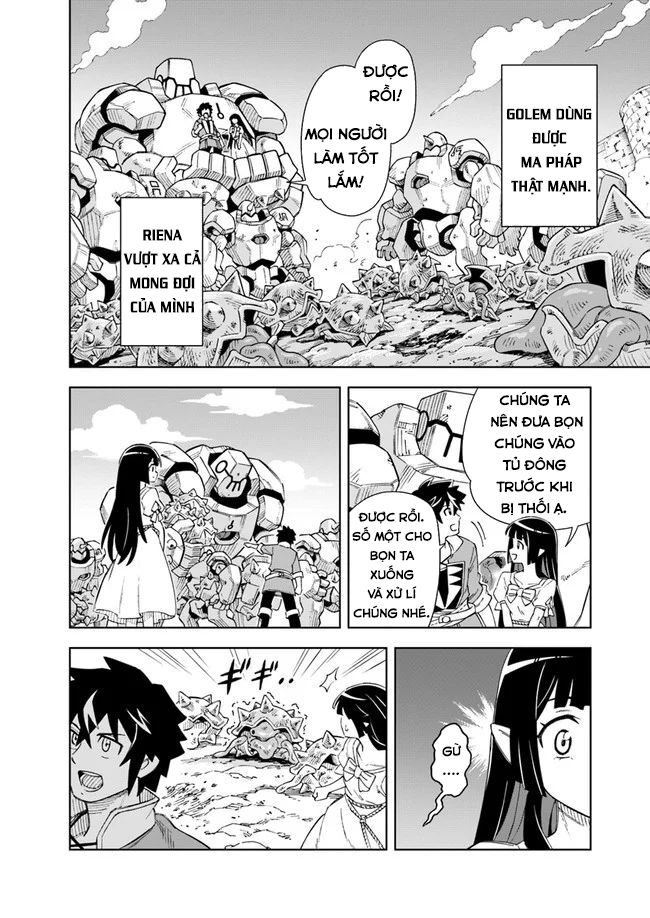 GOLEM DÙNG
ĐƯỢC
MA PHÁP
THẬT MẠNH.
ĐƯỢC
RỒI!
MỌI NGƯỜI
LÀM TỐT
LẮM!
RIENA
VƯỢT XA CẢ
MONG ĐỢI
CỦA MÌNH
CHÚNG TA
NÊN ĐƯA BỌN
CHÚNG VÀO
TỦ ĐÔNG
TRƯỚC KHI
BỊ THỐI Ạ.
ĐƯỢC RỒI.
SỐ MỘT CHO
BỌN TA
XUỐNG
VÀ XỬ LÍ
CHÚNG NHÉ.
GỪ
....
ギギ..